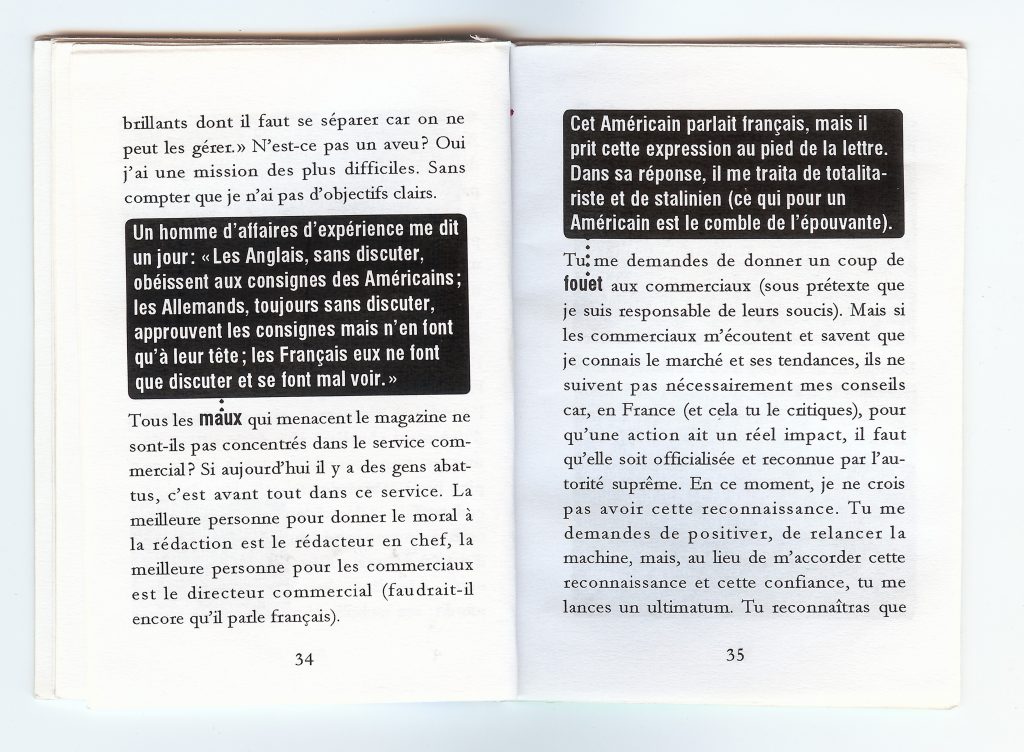 brillants dont il faut se séparer car on ne
peut les gérer.» N'est-ce pas un aveu? Oui
j'ai une mission des plus difficiles. Sans
compter que je n'ai pas d'objectifs clairs.
Un homme d'affaires d'expérience me dit
un jour: «Les Anglais, sans discuter,
obéissent aux consignes des Américains;
les Allemands, toujours sans discuter,
approuvent les consignes mais n'en font
qu'à leur tête; les Français eux ne font
que discuter et se font mal voir.»
Tous les maux qui menacent le magazine ne
sont-ils pas concentrés dans le service com-
mercial? Si aujourd'hui il y a des gens abat-
tus, c'est avant tout dans ce service. La
meilleure personne pour donner le moral à
la rédaction est le rédacteur en chef, la
meilleure personne pour les commerciaux
est le directeur commercial (faudrait-il
encore qu'il parle français).
34
Cet Américain parlait français, mais il
prit cette expression au pied de la lettre.
Dans sa réponse, il me traita de totalita-
riste et de stalinien (ce qui pour un
Américain est le comble de l'épouvante).
Tu me demandes de donner un coup de
fouet aux commerciaux (sous prétexte que
je suis responsable de leurs soucis). Mais si
les commerciaux m'écoutent et savent que
je connais le marché et ses tendances, ils ne
suivent pas nécessairement mes conseils
car, en France (et cela tu le critiques), pour
qu'une action ait un réel impact, il faut
qu'elle soit officialisée et reconnue par l'au-
torité suprême. En ce moment, je ne crois
pas avoir cette reconnaissance. Tu me
demandes de positiver, de relancer la
machine, mais, au lieu de m'accorder cette
reconnaissance et cette confiance, tu me
lances un ultimatum. Tu reconnaîtras que
35